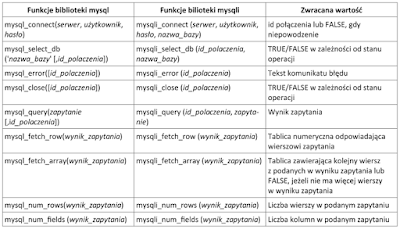 Funkcje biblioteki mysql
Funkcje biblioteki mysqli
Zwracana wartość
mysql_connect(serwer, użytkownik,
hasło)
mysqli_connect (serwer, użytkownik,
hasło, nazwa_bazy)
id połączenia lub FALSE, gdy
niepowodzenie
mysql_select_db
('nazwa_bazy' [,id_polaczenia])
mysqli_select_db (id_polaczenia,
nazwa_bazy)
TRUE/FALSE w zależności od stanu
operacji
mysql_error([id_polaczenia])
mysqli_error (id_polaczenia)
Tekst komunikatu błędu
mysql_close([id_polaczenia])
mysqli_close (id_polaczenia)
TRUE/FALSE w zależności od stanu
operacji
mysql_query(zapytanie
[,id_polaczenia])
mysqli_query (id_polaczenia, zapyta-
nie)
Wynik zapytania
mysql_fetch_row(wynik_zapytania)
mysqli_fetch_row (wynik_zapytania)
Tablica numeryczna odpowiadająca
wierszowi zapytania
mysql_fetch_array(wynik_zapytania)
mysqli_fetch_array (wynik_zapytania)
Tablica zawierająca kolejny wiersz
z podanych w wyniku zapytania lub
FALSE, jeżeli nie ma więcej wierszy
w wyniku zapytania
mysql_num_rows(wynik_zapytania)
mysqli_num_rows (wynik_zapytania)
Liczba wierszy w podanym zapytaniu
mysql_num_fields (wynik_zapytania)
mysqli_num_fields (wynik_zapytania)
Liczba kolumn w podanym zapytaniu